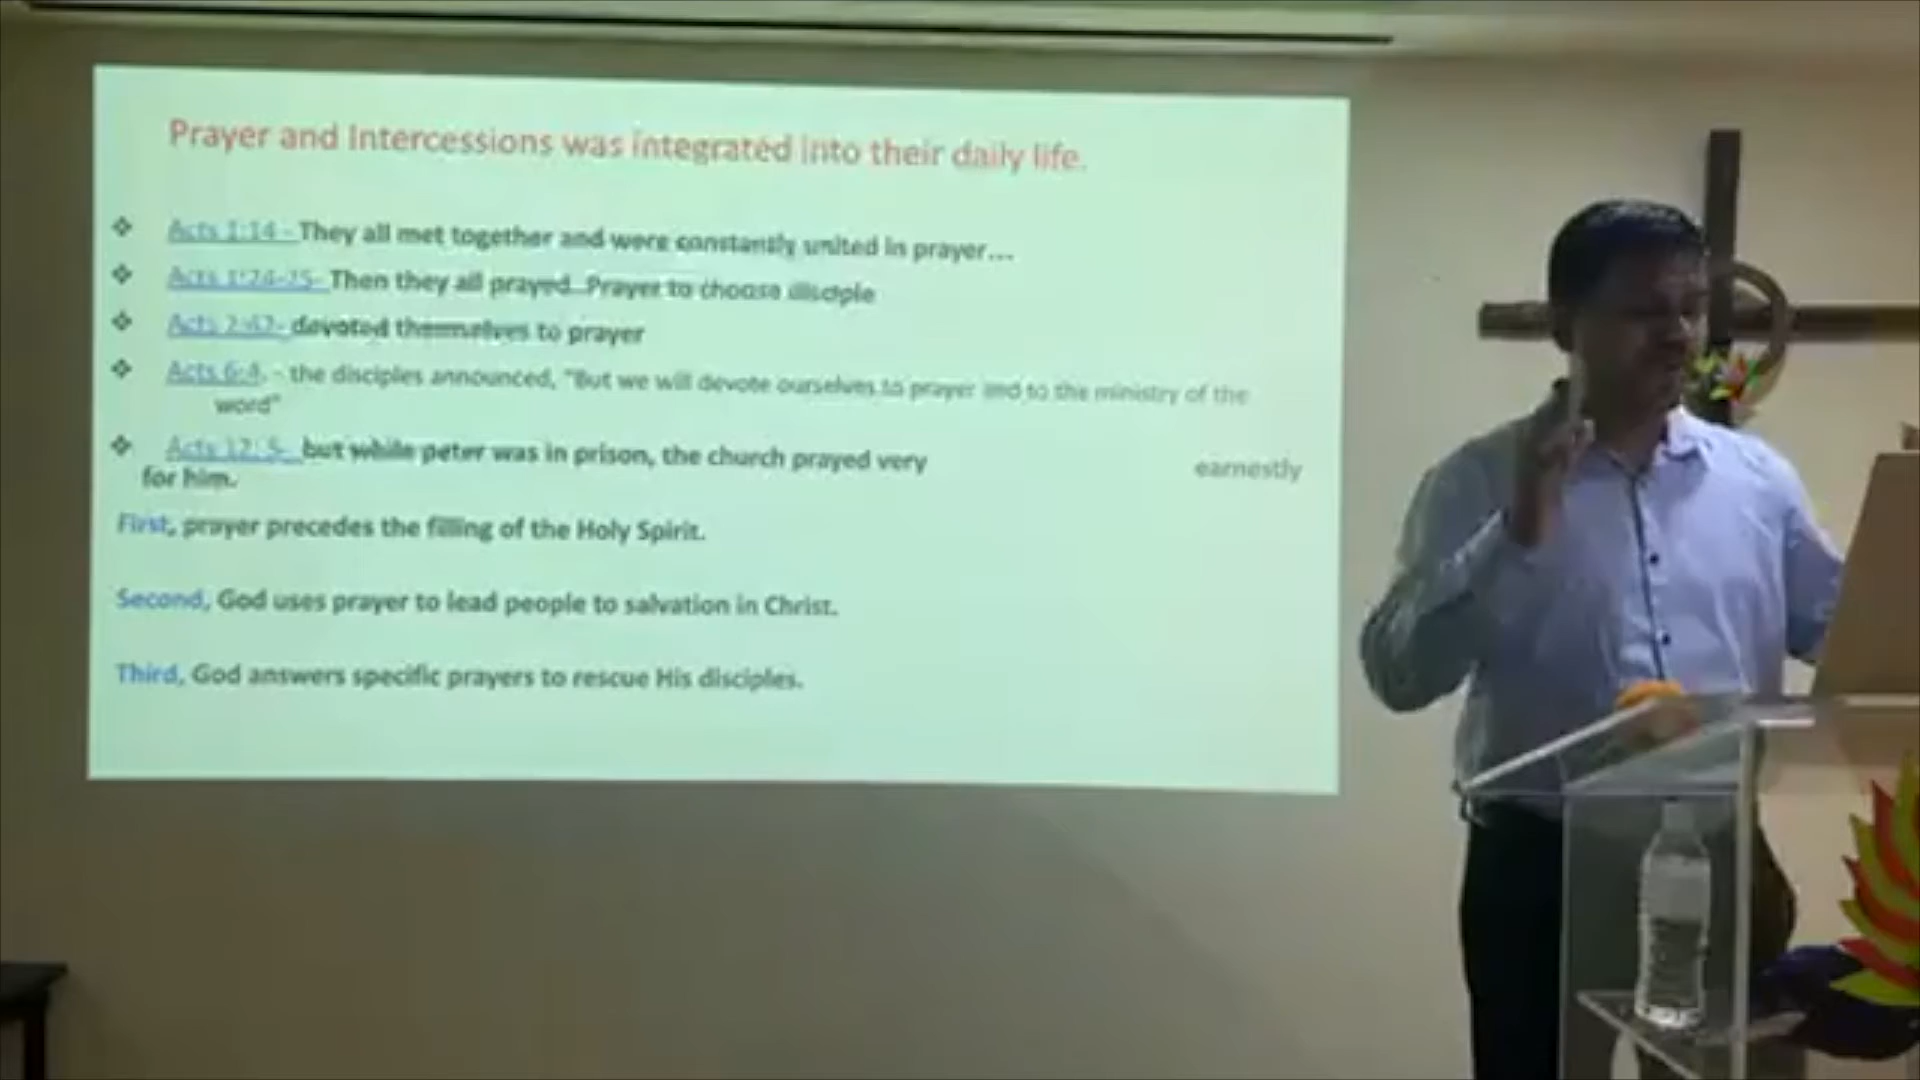 Prayer and Intercessions was integrated into their daily life.
❖ Acts 1:14 - They all met together and were constantly united in prayer...
❖ Acts 1:24-25- Then they all prayed..Prayer to choose disciple
❖ Acts 2:42- devoted themselves to prayer
❖ Acts 6:4. - the disciples announced, "But we will devote ourselves to prayer and to the ministry of the
word"
❖ Acts 12: 5- but while peter was in prison, the church prayed very earnestly
for him.
First, prayer precedes the filling of the Holy Spirit.
Second, God uses prayer to lead people to salvation in Christ.
Third, God answers specific prayers to rescue His disciples.